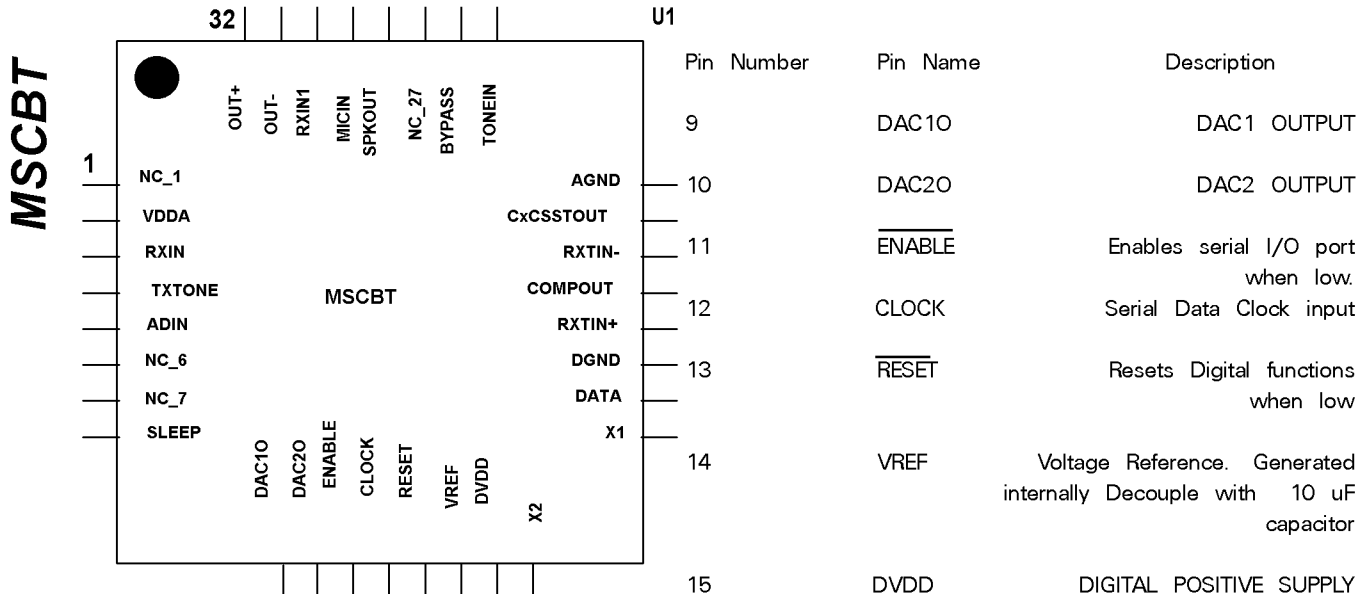 MSCBT
32
U1
OUT+
OUT-
RXIN1
MICIN
SPKOUT
NC_27
BYPASS
TONEIN
1
NC_1
VDDA
RXIN
TXTONE
ADIN
NC_6
NC_7
SLEEP
MSCBT
AGND
CxCSSTOUT
RXTIN-
COMPOUT
RXTIN+
DGND
DATA
X1
DAC1O
DAC2O
ENABLE
CLOCK
RESET
VREF
DVDD
X2
Pin Number Pin Name Description
9 DAC1O DAC1 OUTPUT
10 DAC2O DAC2 OUTPUT
11 ENABLE Enables serial I/O port
when low.
12 CLOCK Serial Data Clock input
13 RESET Resets Digital functions
when low
14 VREF Voltage Reference. Generated
internally Decouple with 10 uF
capacitor
15 DVDD DIGITAL POSITIVE SUPPLY